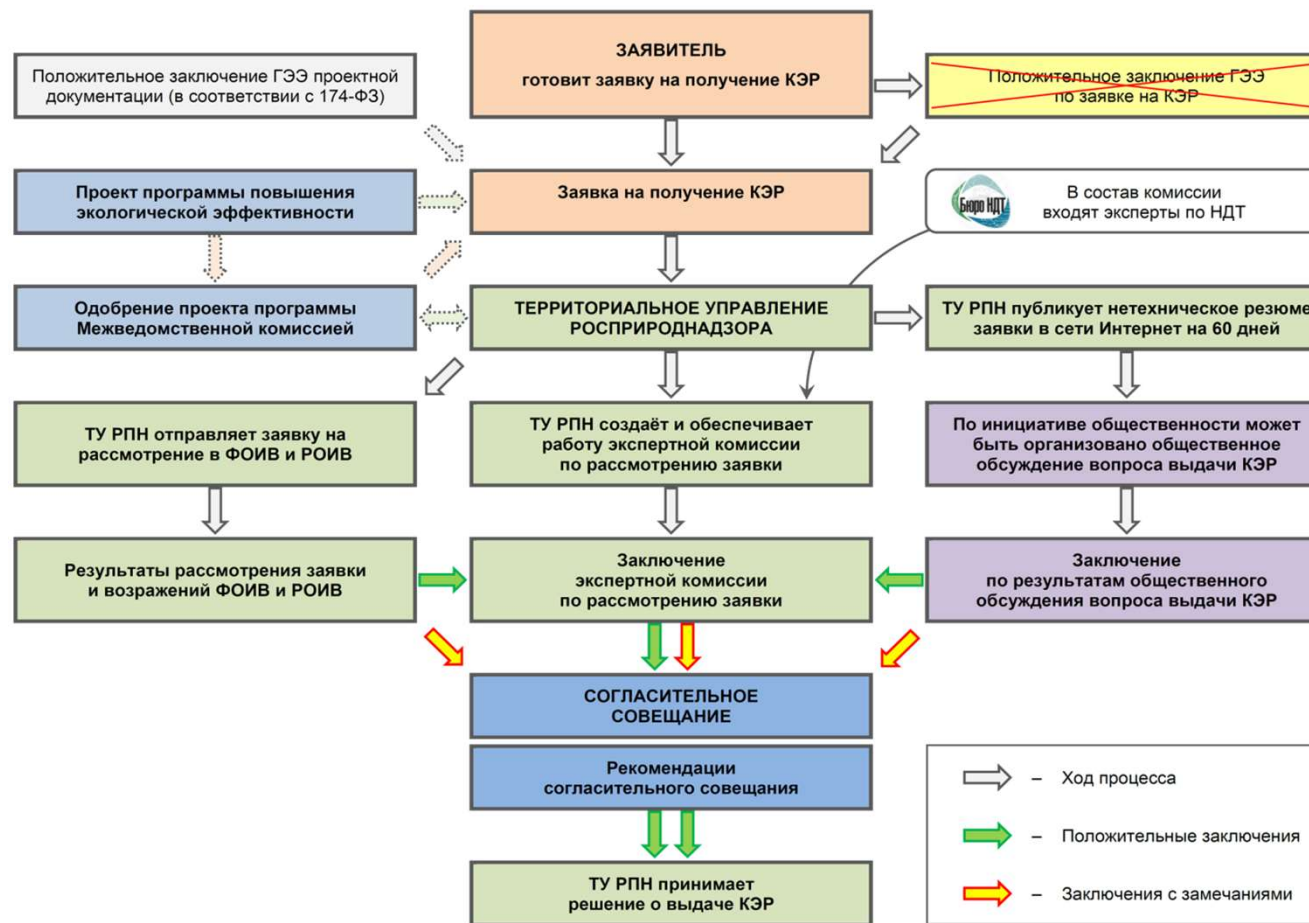 ЗАЯВИТЕЛЬ
готовит заявку на получение КЭР
Положительное заключение ГЭЭ проектной
документации (в соответствии с 174-ФЗ)
Положительное заключение ГЭЭ
по заявке на КЭР
Проект программы повышения
экологической эффективности
Заявка на получение КЭР
Бюро НДТ
В состав комиссии
входят эксперты по НДТ
Одобрение проекта программы
Межведомственной комиссией
ТЕРРИТОРИАЛЬНОЕ УПРАВЛЕНИЕ
РОСПРИРОДНАДЗОРА
ТУ РПН публикует нетехническое резюме
заявки в сети Интернет на 60 дней
ТУ РПН отправляет заявку на
рассмотрение в ФОИВ и РОИВ
ТУ РПН создаёт и обеспечивает
работу экспертной комиссии
по рассмотрению заявки
По инициативе общественности может
быть организовано общественное
обсуждение вопроса выдачи КЭР
Результаты рассмотрения заявки
и возражений ФОИВ и РОИВ
Заключение
экспертной комиссии
по рассмотрению заявки
Заключение
по результатам общественного
обсуждения вопроса выдачи КЭР
СОГЛАСИТЕЛЬНОЕ
СОВЕЩАНИЕ
Рекомендации
согласительного совещания
ТУ РПН принимает
решение о выдаче КЭР
– Ход процесса
– Положительные заключения
– Заключения с замечаниями